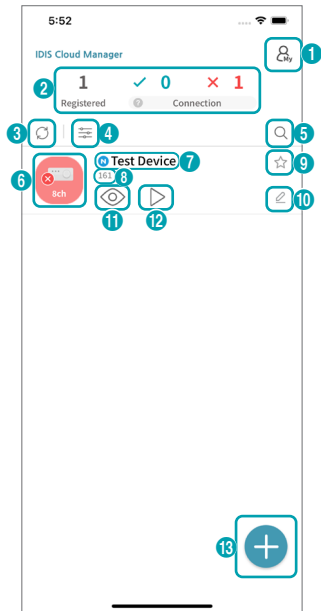 5:52
IDIS Cloud Manager
My
1
2
1 0 1
Registered ? Connection
3
4
5
6
8ch
N Test Device
7
161
8
9
10
11
12
13